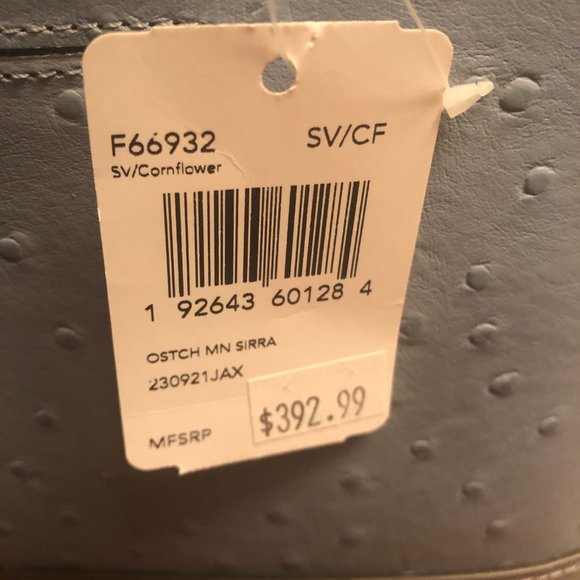 F66932 SV/CF
SV/Cornflower
1 92643 60128 4
OSTCH MN SIRRA
230921JAX
$392.99
MFSRP